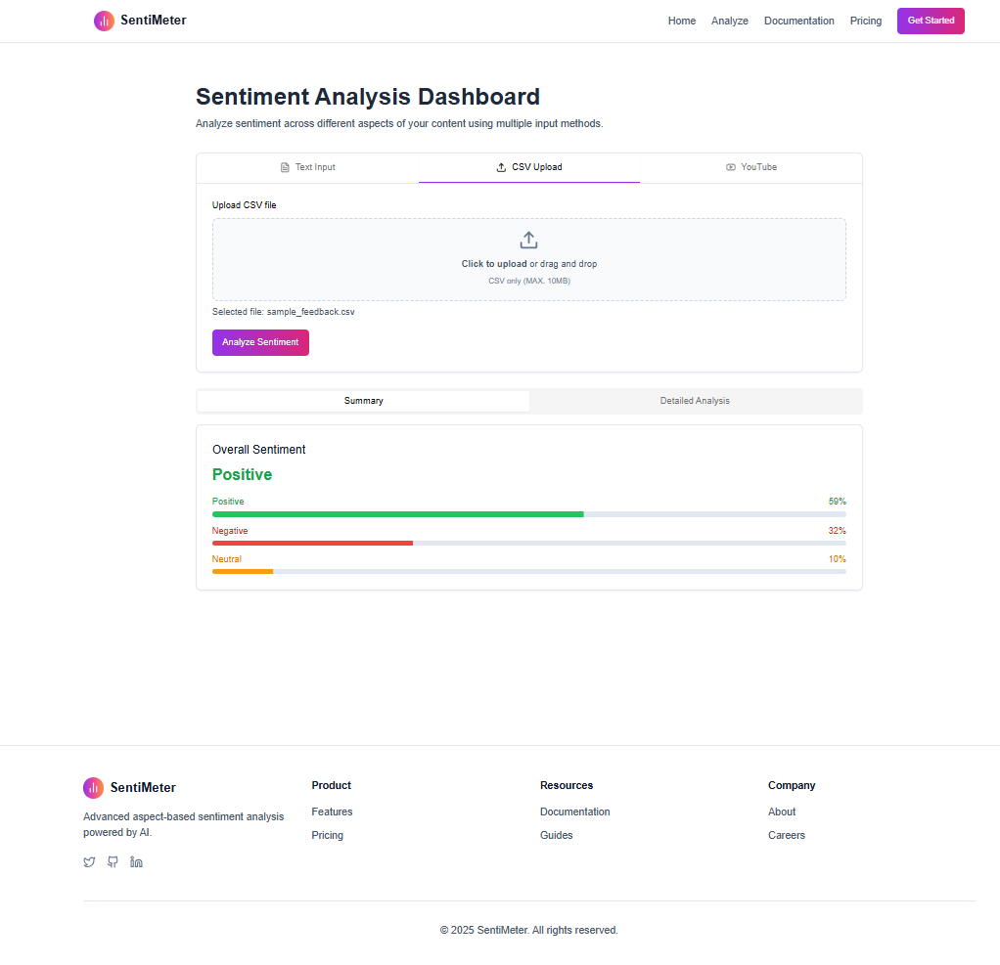 SentiMeter
Home Analyze Documentation Pricing Get Started
Sentiment Analysis Dashboard
Analyze sentiment across different aspects of your content using multiple input methods.
Text Input CSV Upload YouTube
Upload CSV file
Click to upload or drag and drop
CSV only (MAX. 10MB)
Selected file: sample_feedback.csv
Analyze Sentiment
Summary Detailed Analysis
Overall Sentiment
Positive
Positive 59%
Negative 32%
Neutral 10%
SentiMeter
Advanced aspect-based sentiment analysis
powered by AI.
Product
Features
Pricing
Resources
Documentation
Guides
Company
About
Careers
© 2025 SentiMeter. All rights reserved.